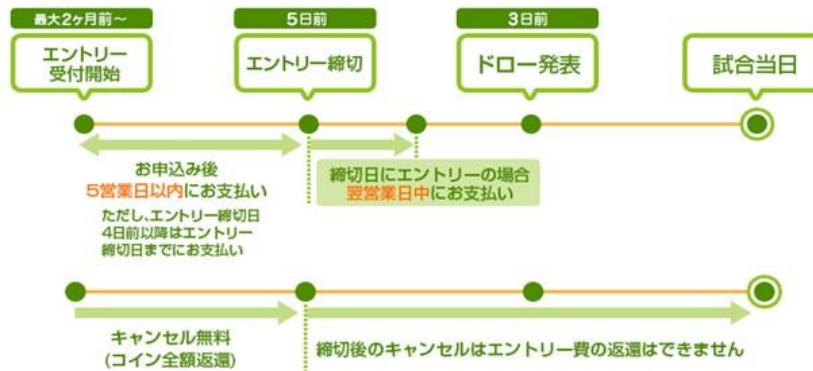 最大2ヶ月前〜
エントリー
受付開始
5日前
エントリー締切
3日前
ドロー発表
試合当日
お申込み後
5営業日以内にお支払い
ただし、エントリー締切日
4日前以降はエントリー
締切日までにお支払い
締切日にエントリーの場合
翌営業日中にお支払い
キャンセル無料
(コイン全額返還)
締切後のキャンセルはエントリー費の返還はできません